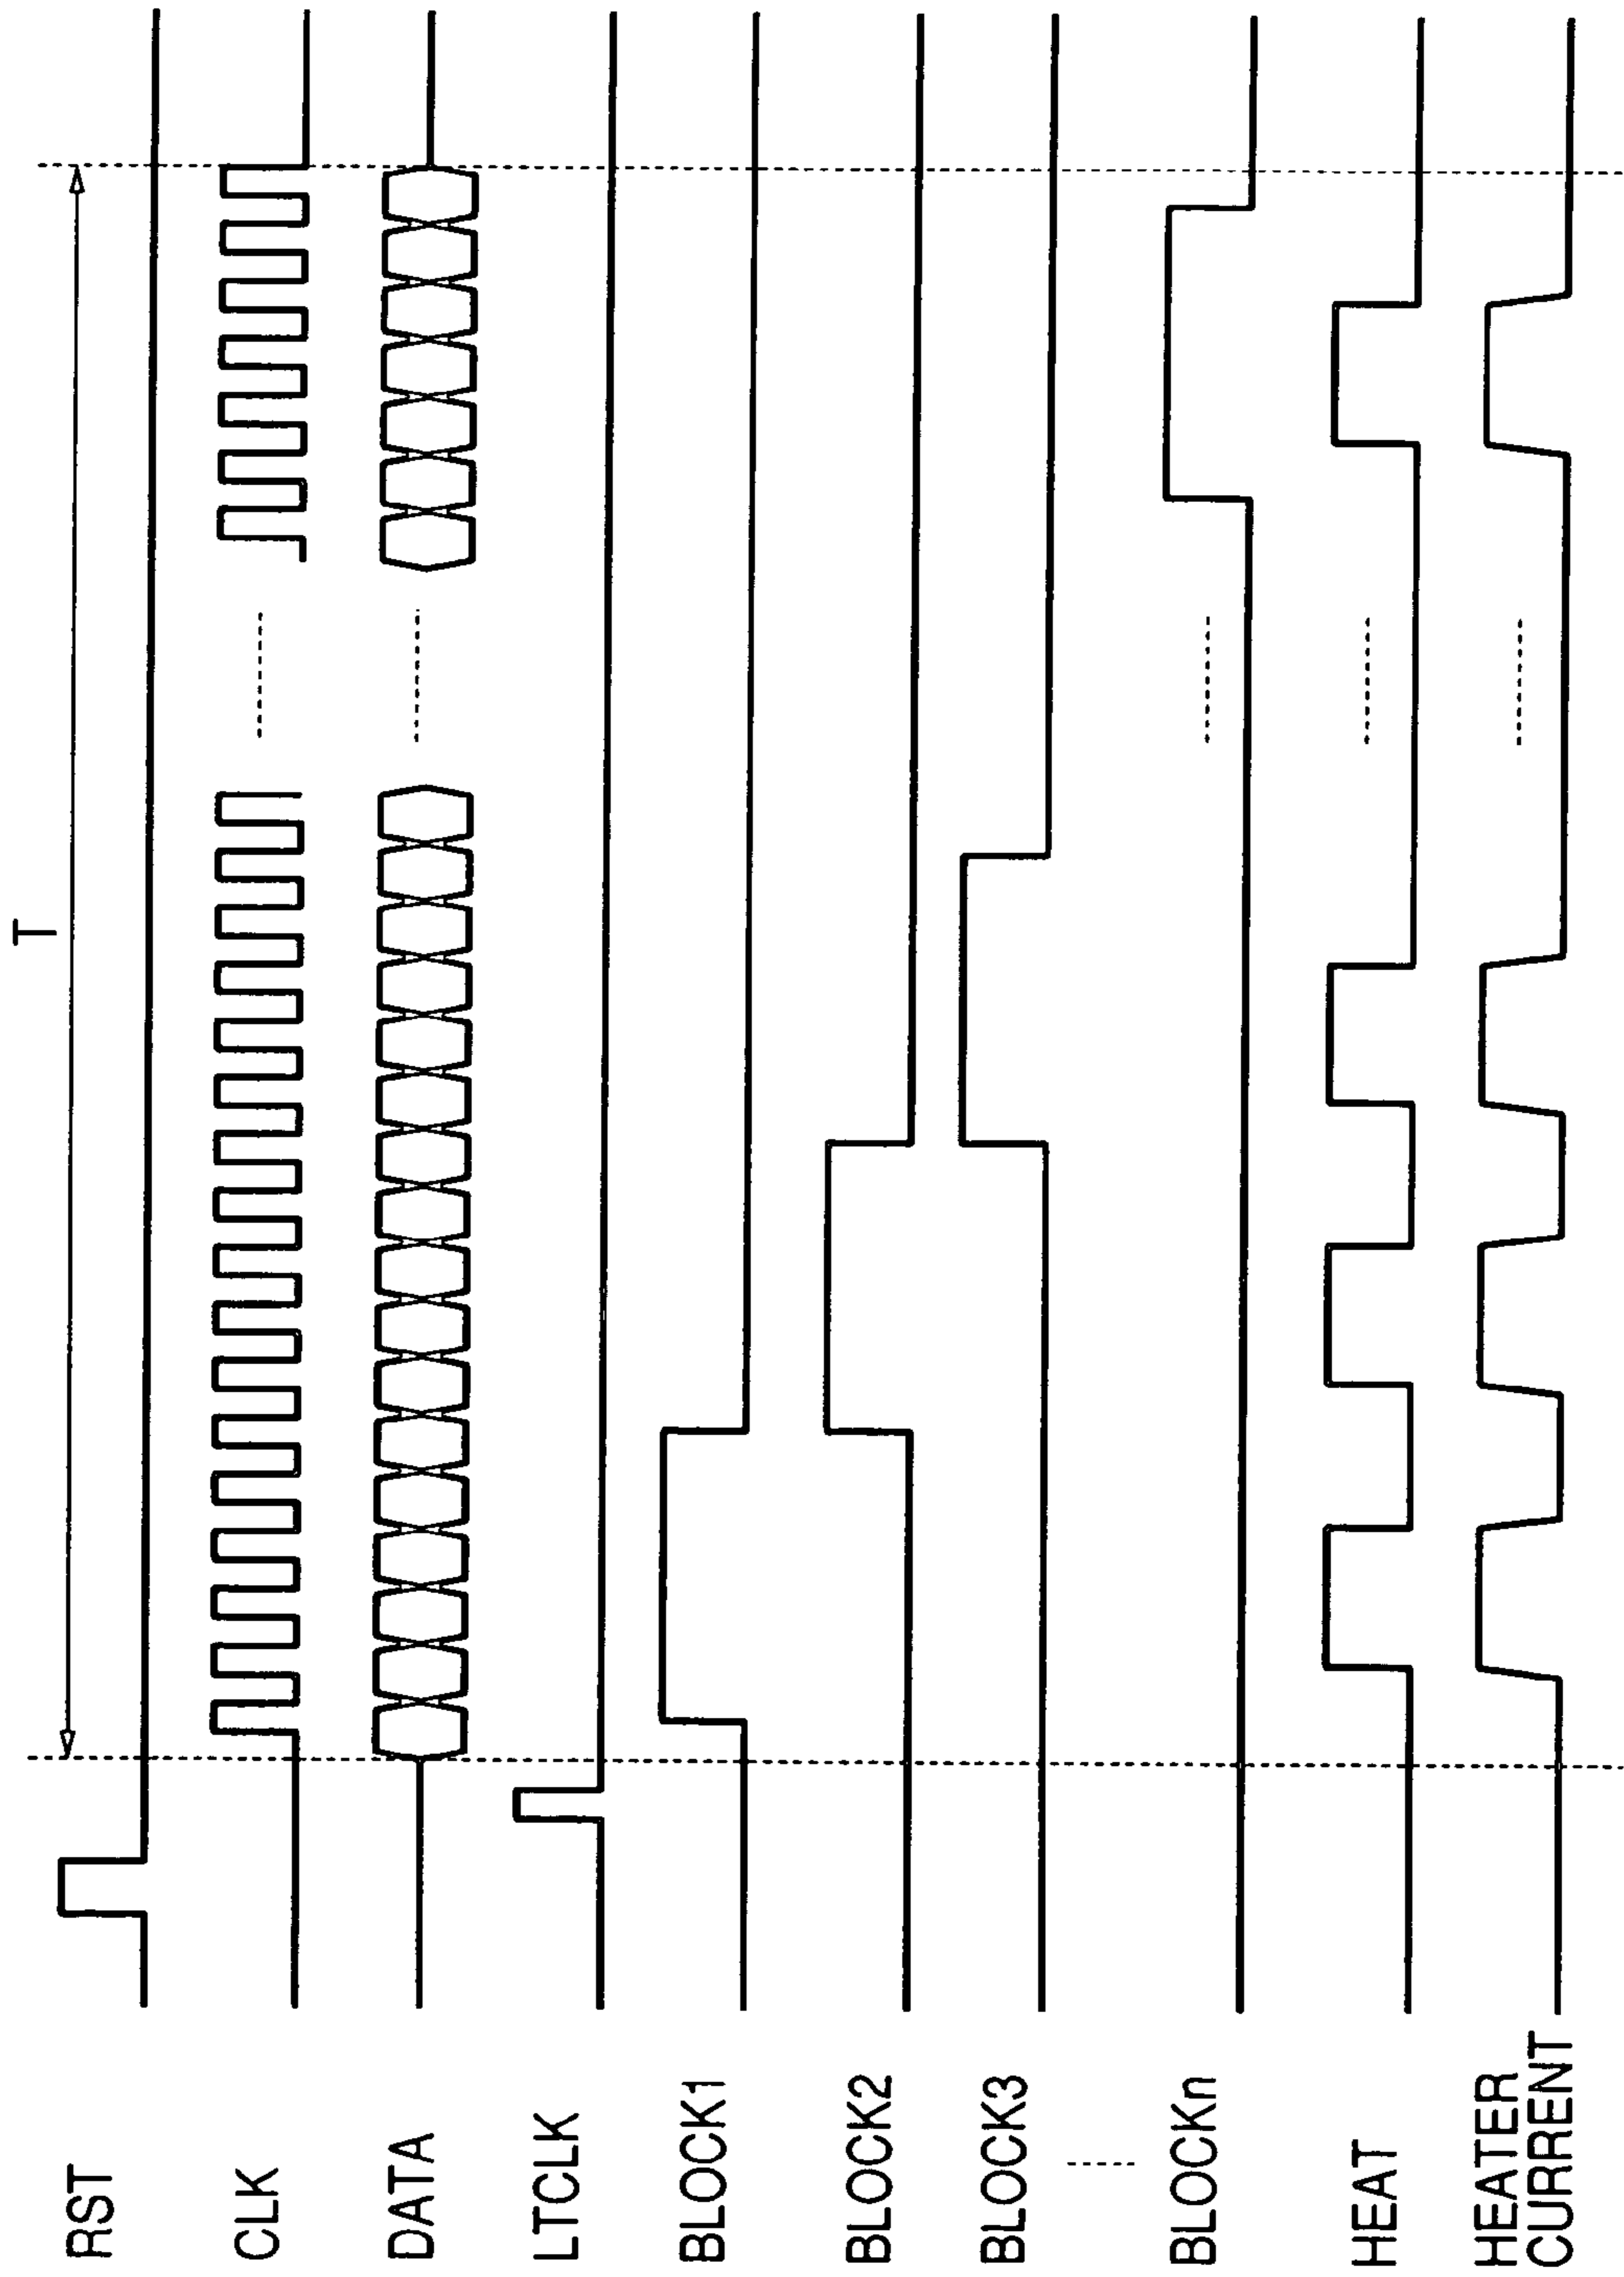 T
RST
CLK
DATA
LTCLK
BLOCK1
BLOCK2
BLOCK3
BLOCKn
HEAT
HEATER
CURRENT